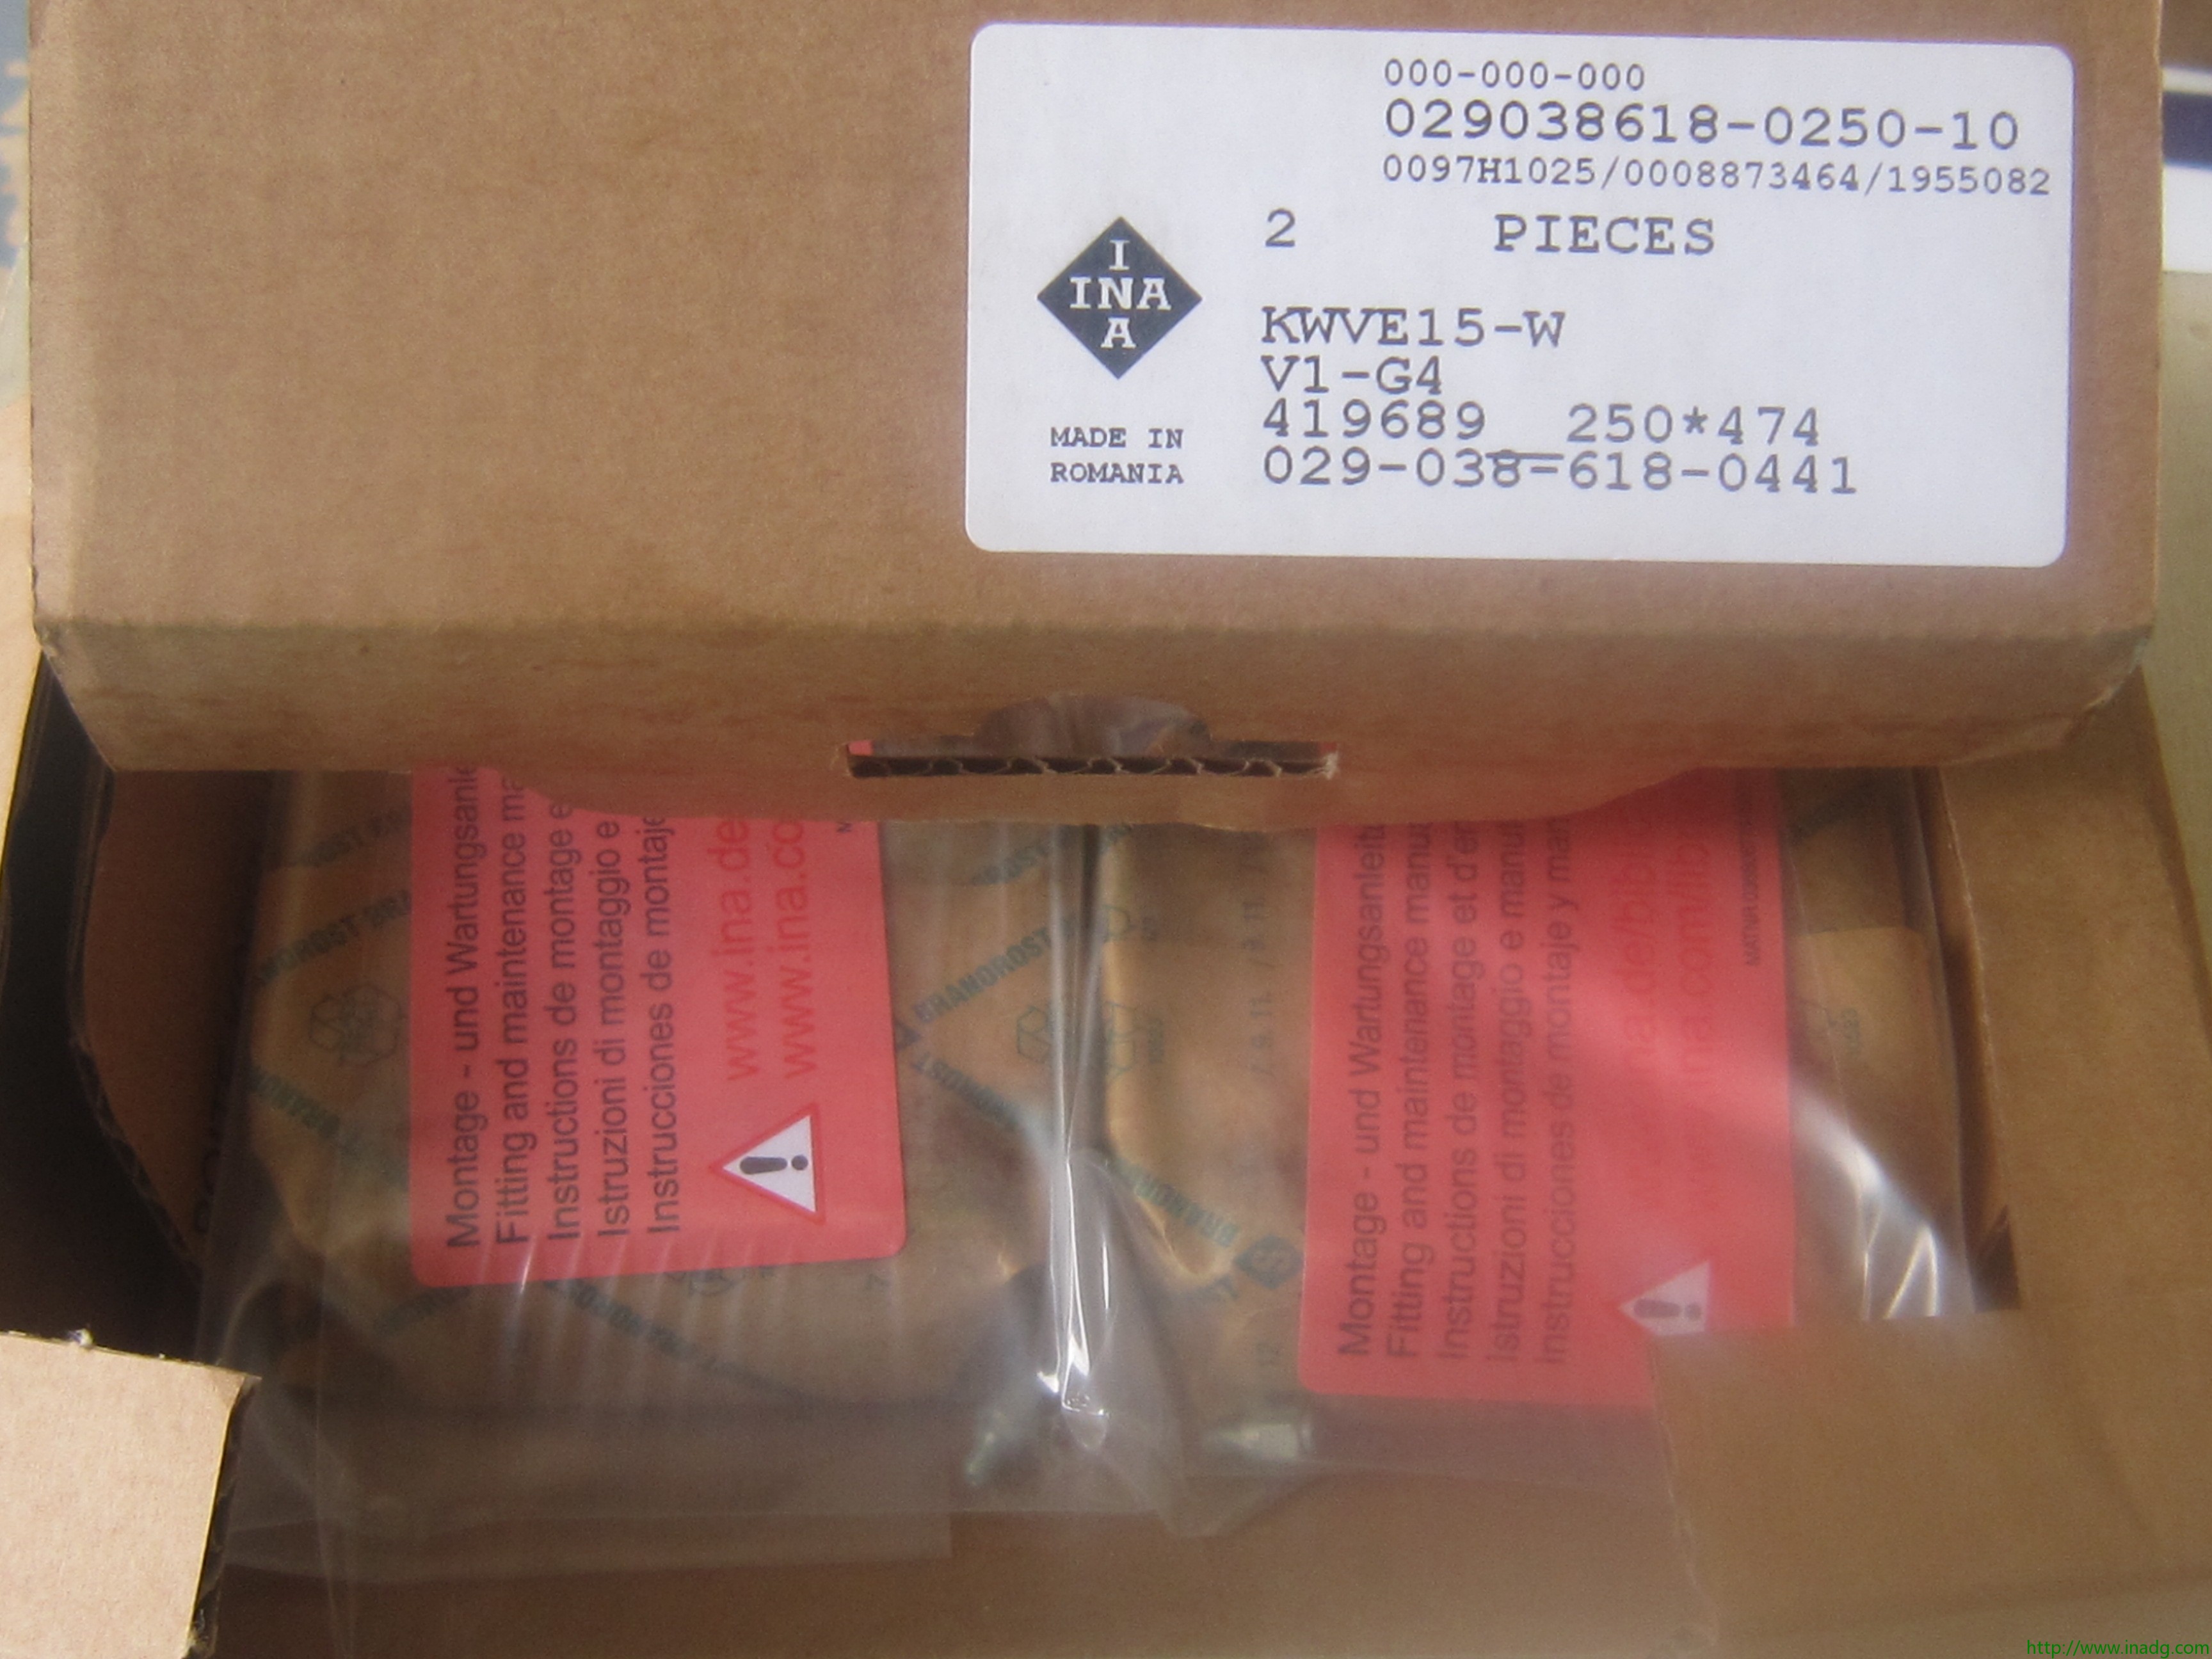 000-000-000
029038618-0250-10
0097H1025/0008873464/1955082
2 PIECES
I
INA
A
KWVE15-W
V1-G4
MADE IN
ROMANIA
419689 250*474
029-038-618-0441
Montage - und Wartungsanle
Fitting and maintenance ma
Instructions de montage e
Istruzioni di montaggio e
Instrucciones de montaje
www.ina.de
www.ina.co
Montage - und Wartungsanleit
Fitting and maintenance manu
Instructions de montage et d'en
Istruzioni di montaggio e manu
Instrucciones de montaje y man
http://www.inadg.com